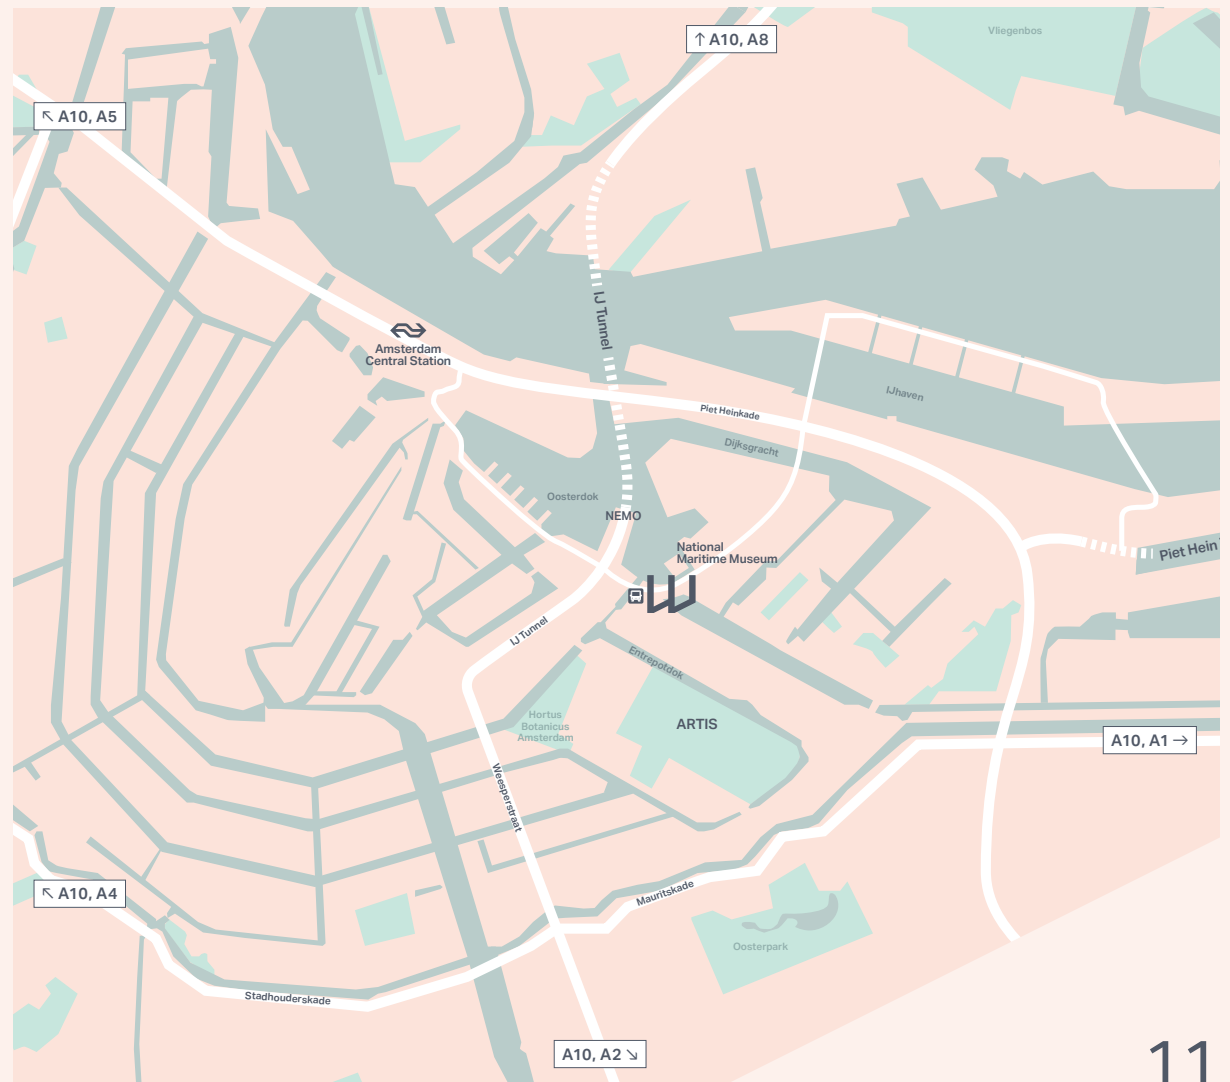 ↑ A10, A8
Vliegenbos
↖ A10, A5
IJ Tunnel
Amsterdam
Central Station
IJhaven
Piet Heinkade
Dijksgracht
Oosterdok
NEMO
National
Maritime Museum
Piet Hein
IJ Tunnel
Entrepotdok
Hortus
Botanicus
Amsterdam
ARTIS
A10, A1 →
Weesperstraat
↖ A10, A4
Mauritskade
Oosterpark
Stadhouderskade
A10, A2 ↘
11